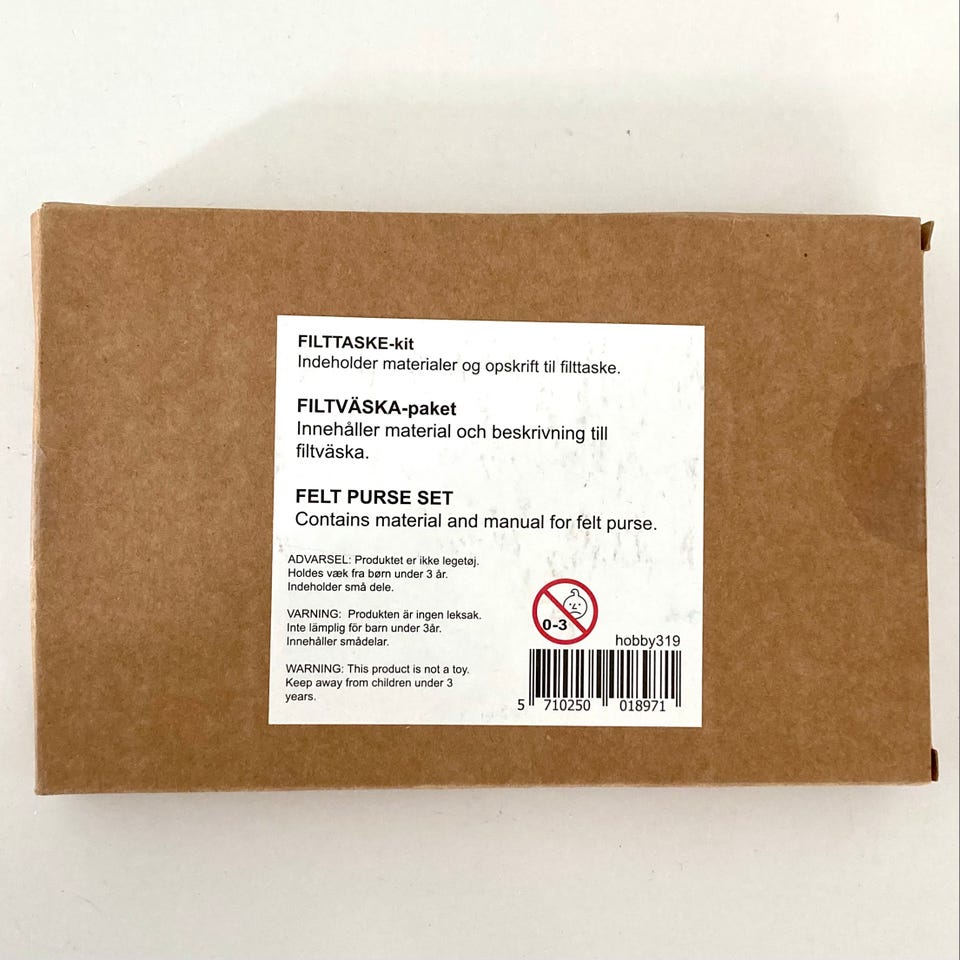 FILTTASKE-kit
Indeholder materialer og opskrift til filttaske.
FILTVÄSKA-paket
Innehåller material och beskrivning till
filtväska.
FELT PURSE SET
Contains material and manual for felt purse.
ADVARSEL: Produktet er ikke legetøj.
Holdes væk fra børn under 3 år.
Indeholder små dele.
VARNING: Produkten är ingen leksak.
Inte lämplig för barn under 3år.
Innehåller smådelar.
WARNING: This product is not a toy.
Keep away from children under 3
years.
0-3
hobby319
5 710250 018971